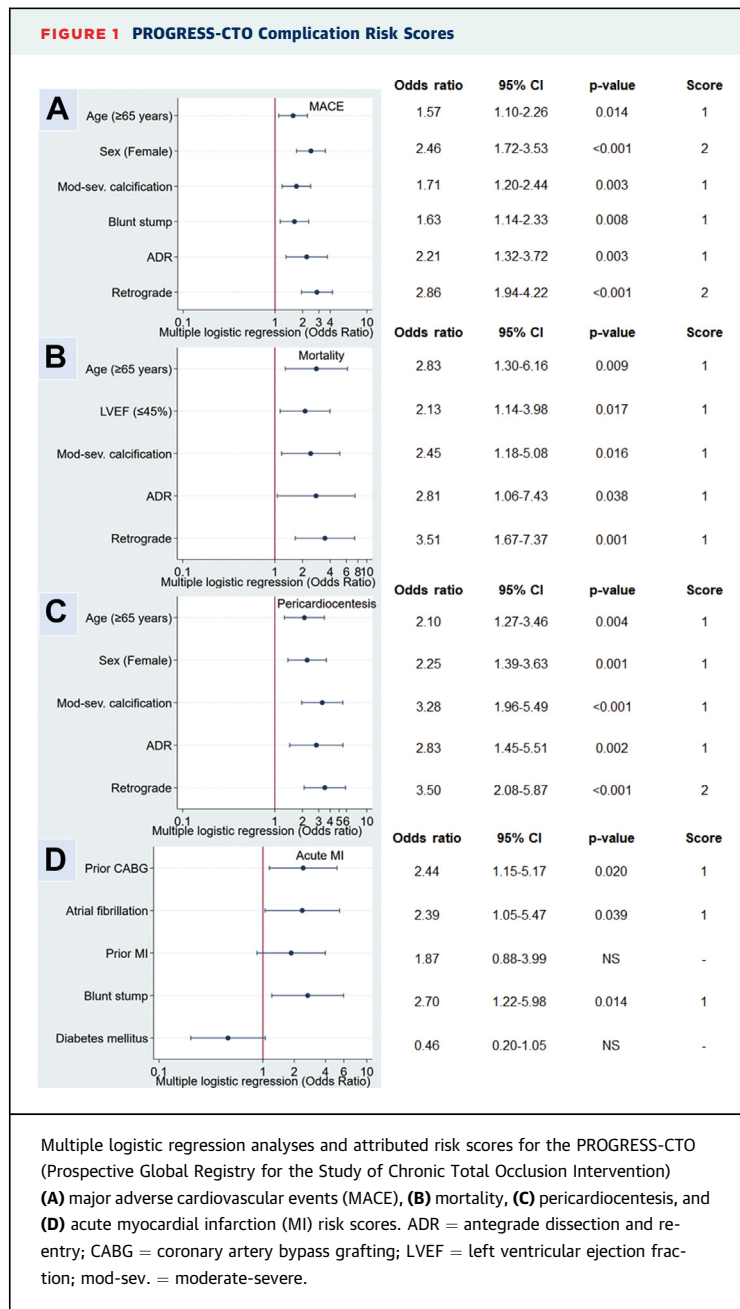 FIGURE 1 PROGRESS-CTO Complication Risk Scores
A
MACE
Odds ratio 95% CI p-value Score
Age (≥65 years) 1.57 1.10-2.26 0.014 1
Sex (Female) 2.46 1.72-3.53 <0.001 2
Mod-sev. calcification 1.71 1.20-2.44 0.003 1
Blunt stump 1.63 1.14-2.33 0.008 1
ADR 2.21 1.32-3.72 0.003 1
Retrograde 2.86 1.94-4.22 <0.001 2
0.1 1 2 3 4 10
Multiple logistic regression (Odds Ratio)
B
Mortality
Odds ratio 95% CI p-value Score
Age (≥65 years) 2.83 1.30-6.16 0.009 1
LVEF (≤45%) 2.13 1.14-3.98 0.017 1
Mod-sev. calcification 2.45 1.18-5.08 0.016 1
ADR 2.81 1.06-7.43 0.038 1
Retrograde 3.51 1.67-7.37 0.001 1
0.1 1 2 4 6 8 10
Multiple logistic regression (Odds Ratio)
C
Pericardiocentesis
Odds ratio 95% CI p-value Score
Age (≥65 years) 2.10 1.27-3.46 0.004 1
Sex (Female) 2.25 1.39-3.63 0.001 1
Mod-sev. calcification 3.28 1.96-5.49 <0.001 1
ADR 2.83 1.45-5.51 0.002 1
Retrograde 3.50 2.08-5.87 <0.001 2
0.1 1 2 3 4 5 6 10
Multiple logistic regression (Odds ratio)
D
Acute MI
Odds ratio 95% CI p-value Score
Prior CABG 2.44 1.15-5.17 0.020 1
Atrial fibrillation 2.39 1.05-5.47 0.039 1
Prior MI 1.87 0.88-3.99 NS -
Blunt stump 2.70 1.22-5.98 0.014 1
Diabetes mellitus 0.46 0.20-1.05 NS -
0.1 1 2 4 6 10
Multiple logistic regression (Odds Ratio)
Multiple logistic regression analyses and attributed risk scores for the PROGRESS-CTO
(Prospective Global Registry for the Study of Chronic Total Occlusion Intervention)
(A) major adverse cardiovascular events (MACE), (B) mortality, (C) pericardiocentesis, and
(D) acute myocardial infarction (MI) risk scores. ADR = antegrade dissection and re-
entry; CABG = coronary artery bypass grafting; LVEF = left ventricular ejection frac-
tion; mod-sev. = moderate-severe.